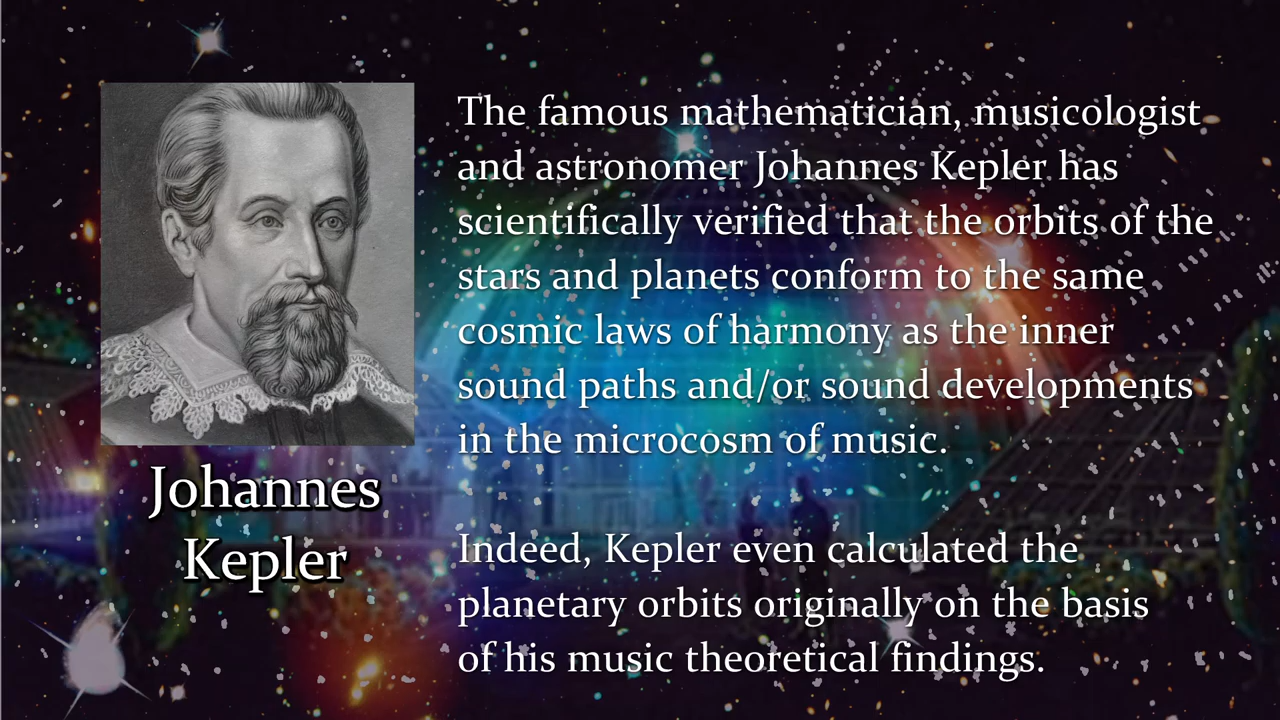 The famous mathematician, musicologist
and astronomer Johannes Kepler has
scientifically verified that the orbits of the
stars and planets conform to the same
cosmic laws of harmony as the inner
sound paths and/or sound developments
in the microcosm of music.
Indeed, Kepler even calculated the
planetary orbits originally on the basis
of his music theoretical findings.
Johannes
Kepler